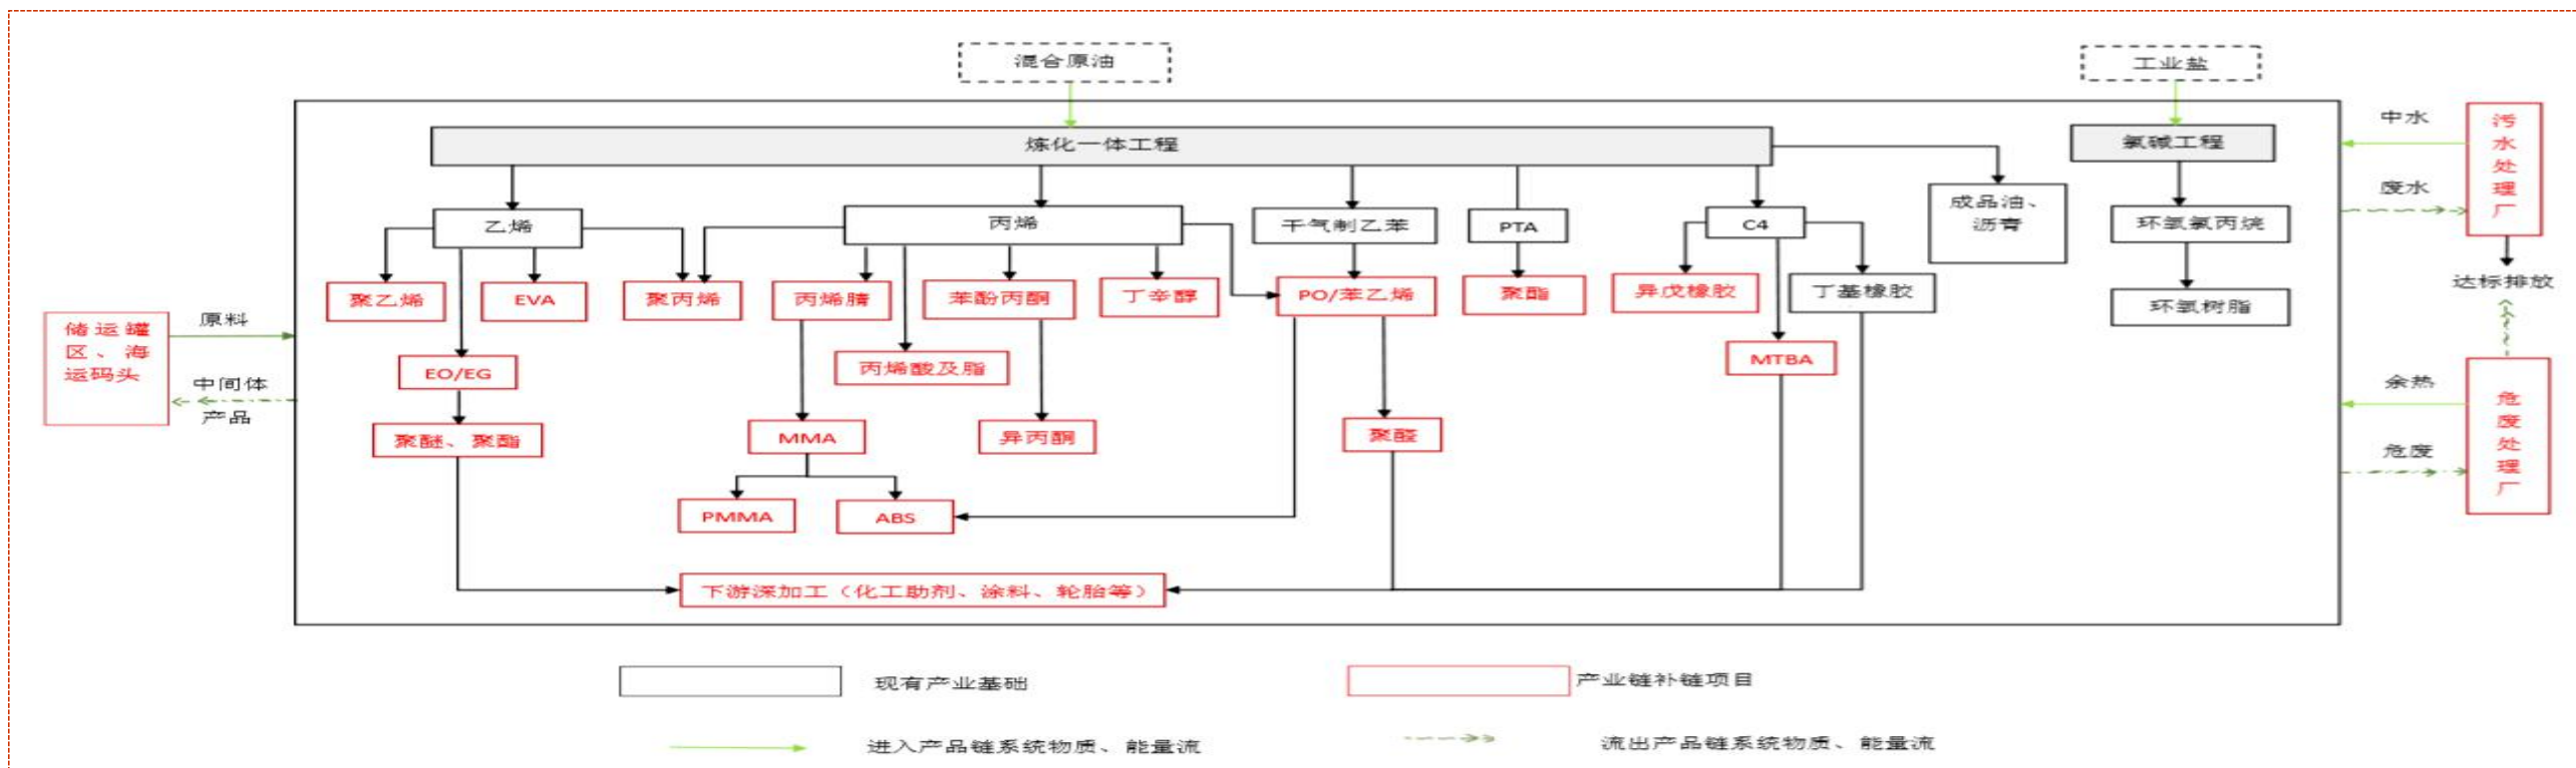 混合原油
工业盐
炼化一体工程
氯碱工程
中水
污水处理厂
废水
乙烯
丙烯
干气制乙苯
PTA
C4
成品油、
沥青
环氧氯丙烷
聚乙烯
EVA
聚丙烯
丙烯腈
苯酚丙酮
丁辛醇
PO/苯乙烯
聚酯
异戊橡胶
丁基橡胶
环氧树脂
达标排放
储运罐
区、海
运码头
原料
中间体
产品
EO/EG
丙烯酸及脂
MTBA
余热
危废处理厂
危废
聚醚、聚酯
MMA
异丙酮
聚醛
PMMA
ABS
下游深加工（化工助剂、涂料、轮胎等）
现有产业基础
产业链补链项目
进入产品链系统物质、能量流
流出产品链系统物质、能量流